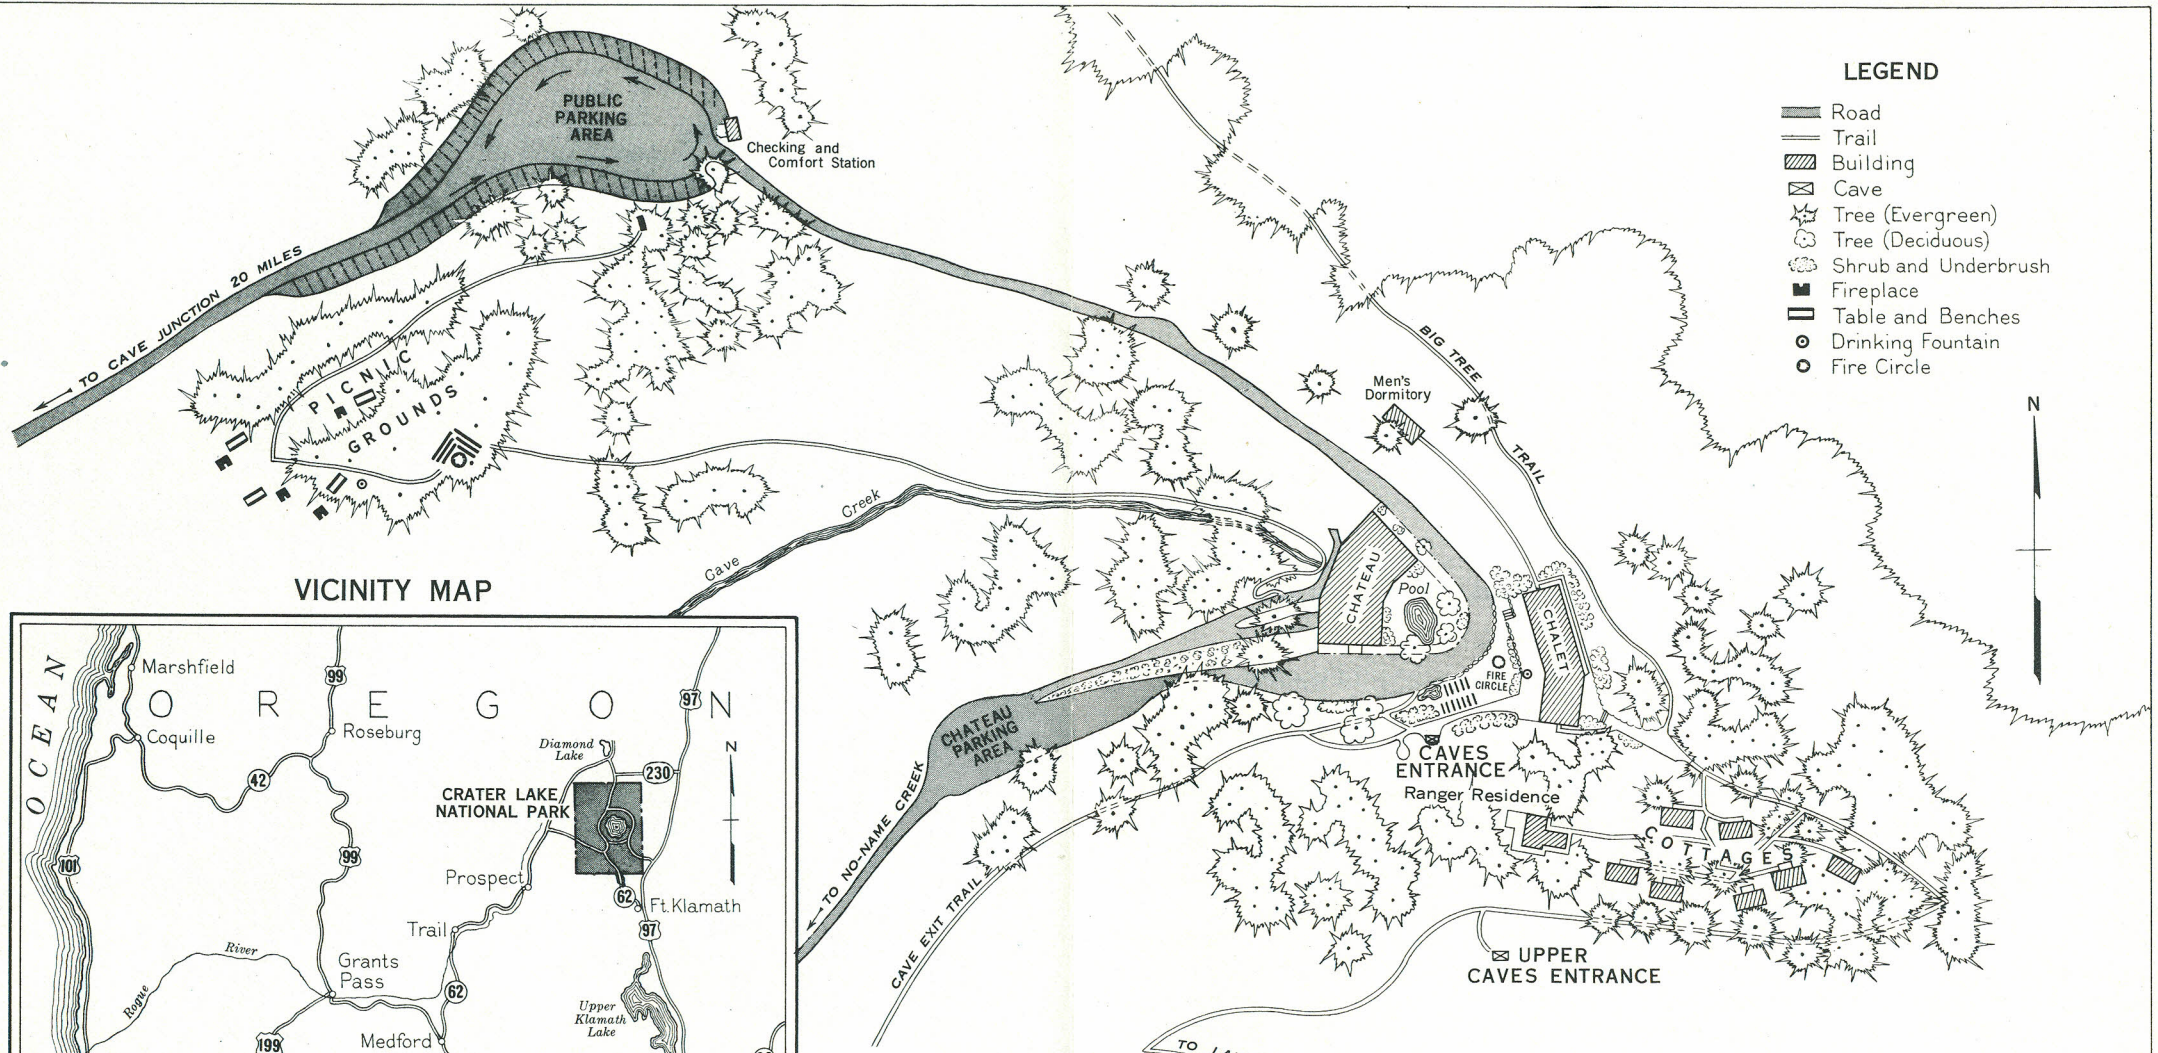 PUBLIC
PARKING
AREA
Checking and
Comfort Station
TO CAVE JUNCTION 20 MILES
PICNIC
GROUNDS
Cave Creek
BIG TREE TRAIL
Men's
Dormitory
CHATEAU
Pool
CHALET
FIRE
CIRCLE
CHATEAU
PARKING
AREA
CAVES
ENTRANCE
Ranger Residence
COTTAGES
TO NO-NAME CREEK
CAVE EXIT TRAIL
UPPER
CAVES ENTRANCE
TO
LEGEND
Road
Trail
Building
Cave
Tree (Evergreen)
Tree (Deciduous)
Shrub and Underbrush
Fireplace
Table and Benches
Drinking Fountain
Fire Circle
N
VICINITY MAP
OCEAN
OREGON
Marshfield
99
97
Coquille
Roseburg
Diamond
Lake
N
42
230
CRATER LAKE
NATIONAL PARK
101
99
Prospect
62
Ft. Klamath
Trail
97
River
Rogue
Grants
Pass
62
Upper
Klamath
Lake
199
Medford